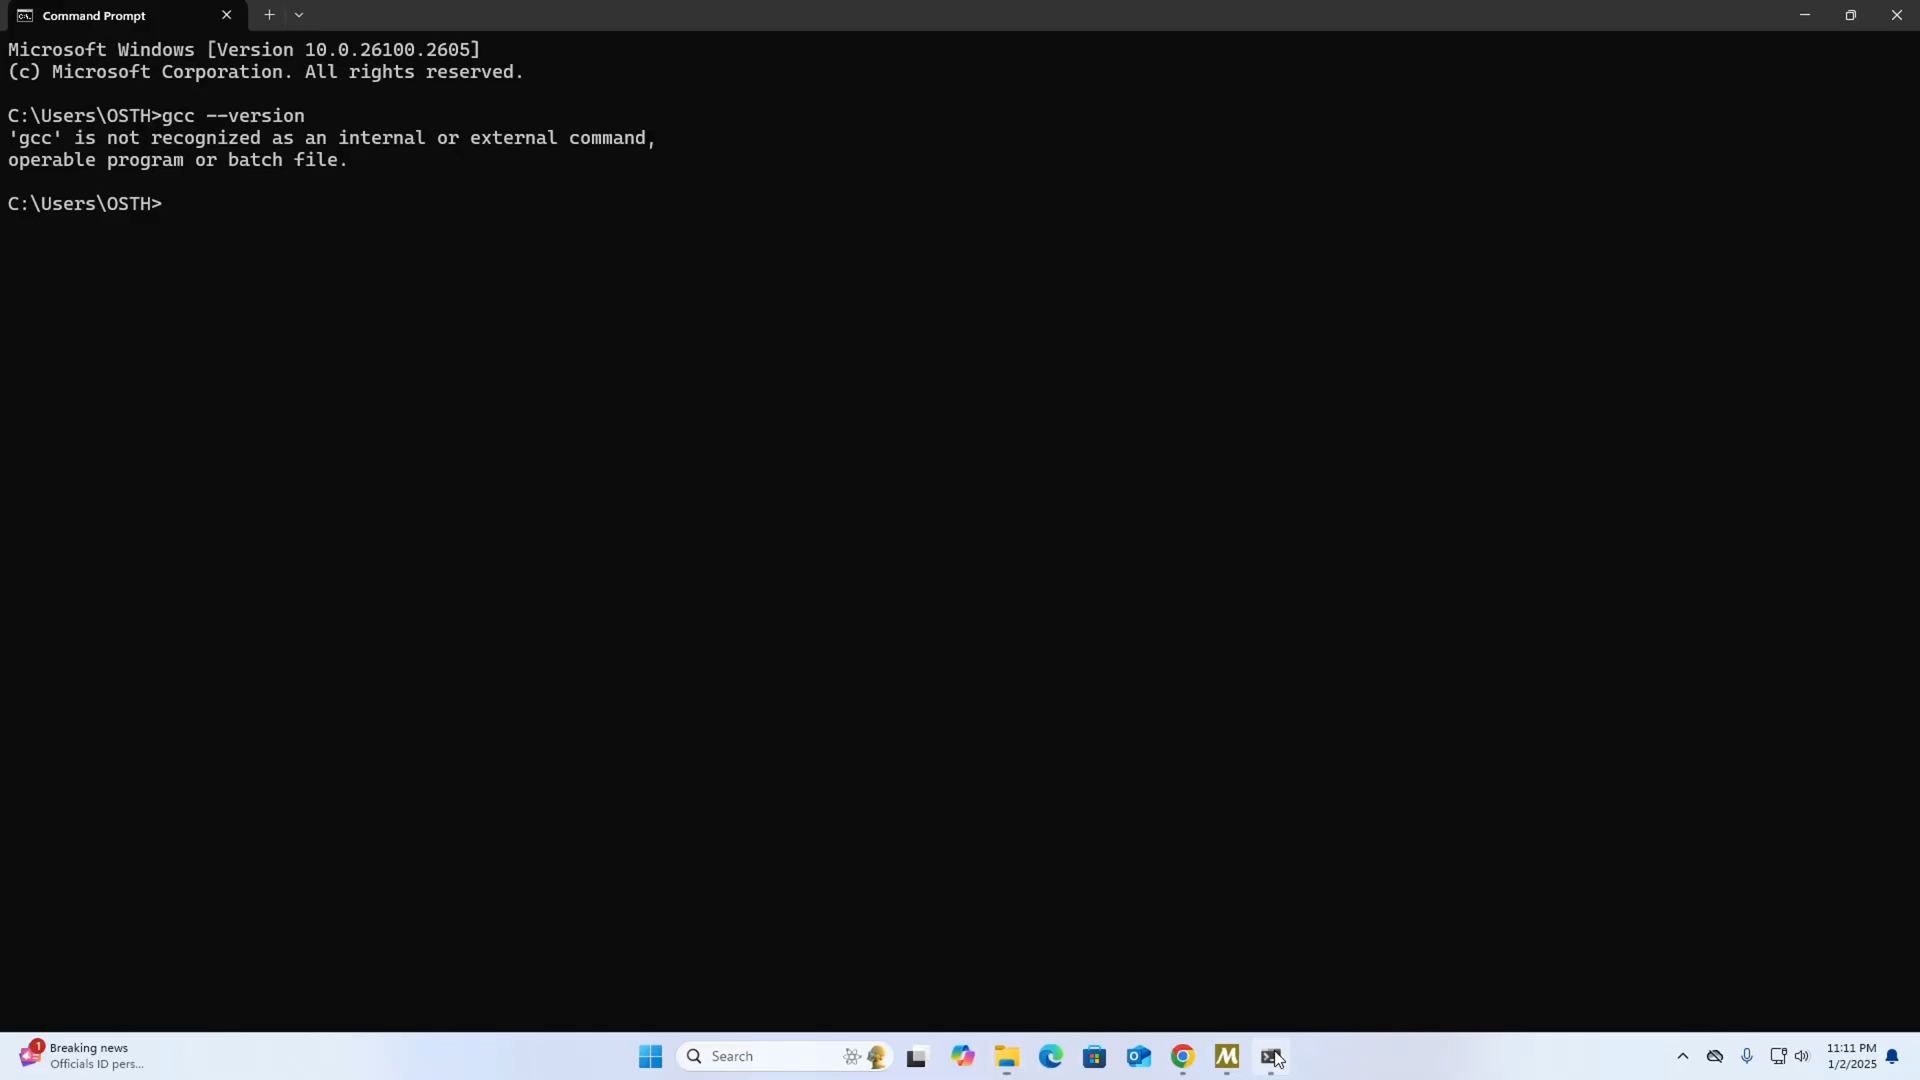 Command Prompt
Microsoft Windows [Version 10.0.26100.2605]
(c) Microsoft Corporation. All rights reserved.
C:\Users\OSTH>gcc --version
'gcc' is not recognized as an internal or external command,
operable program or batch file.
C:\Users\OSTH>
1
Breaking news
Officials ID pers...
Search
11:11 PM
1/2/2025